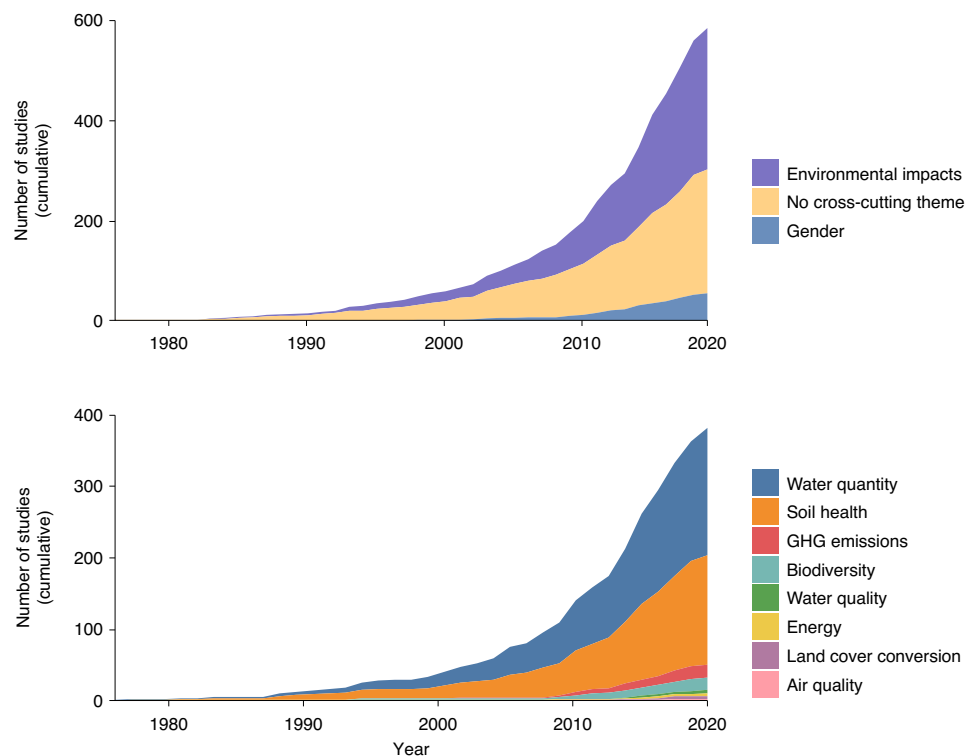 600
400
200
0
Number of studies
(cumulative)
1980
1990
2000
2010
2020
Environmental impacts
No cross-cutting theme
Gender
400
300
200
100
0
Number of studies
(cumulative)
1980
1990
2000
2010
2020
Year
Water quantity
Soil health
GHG emissions
Biodiversity
Water quality
Energy
Land cover conversion
Air quality